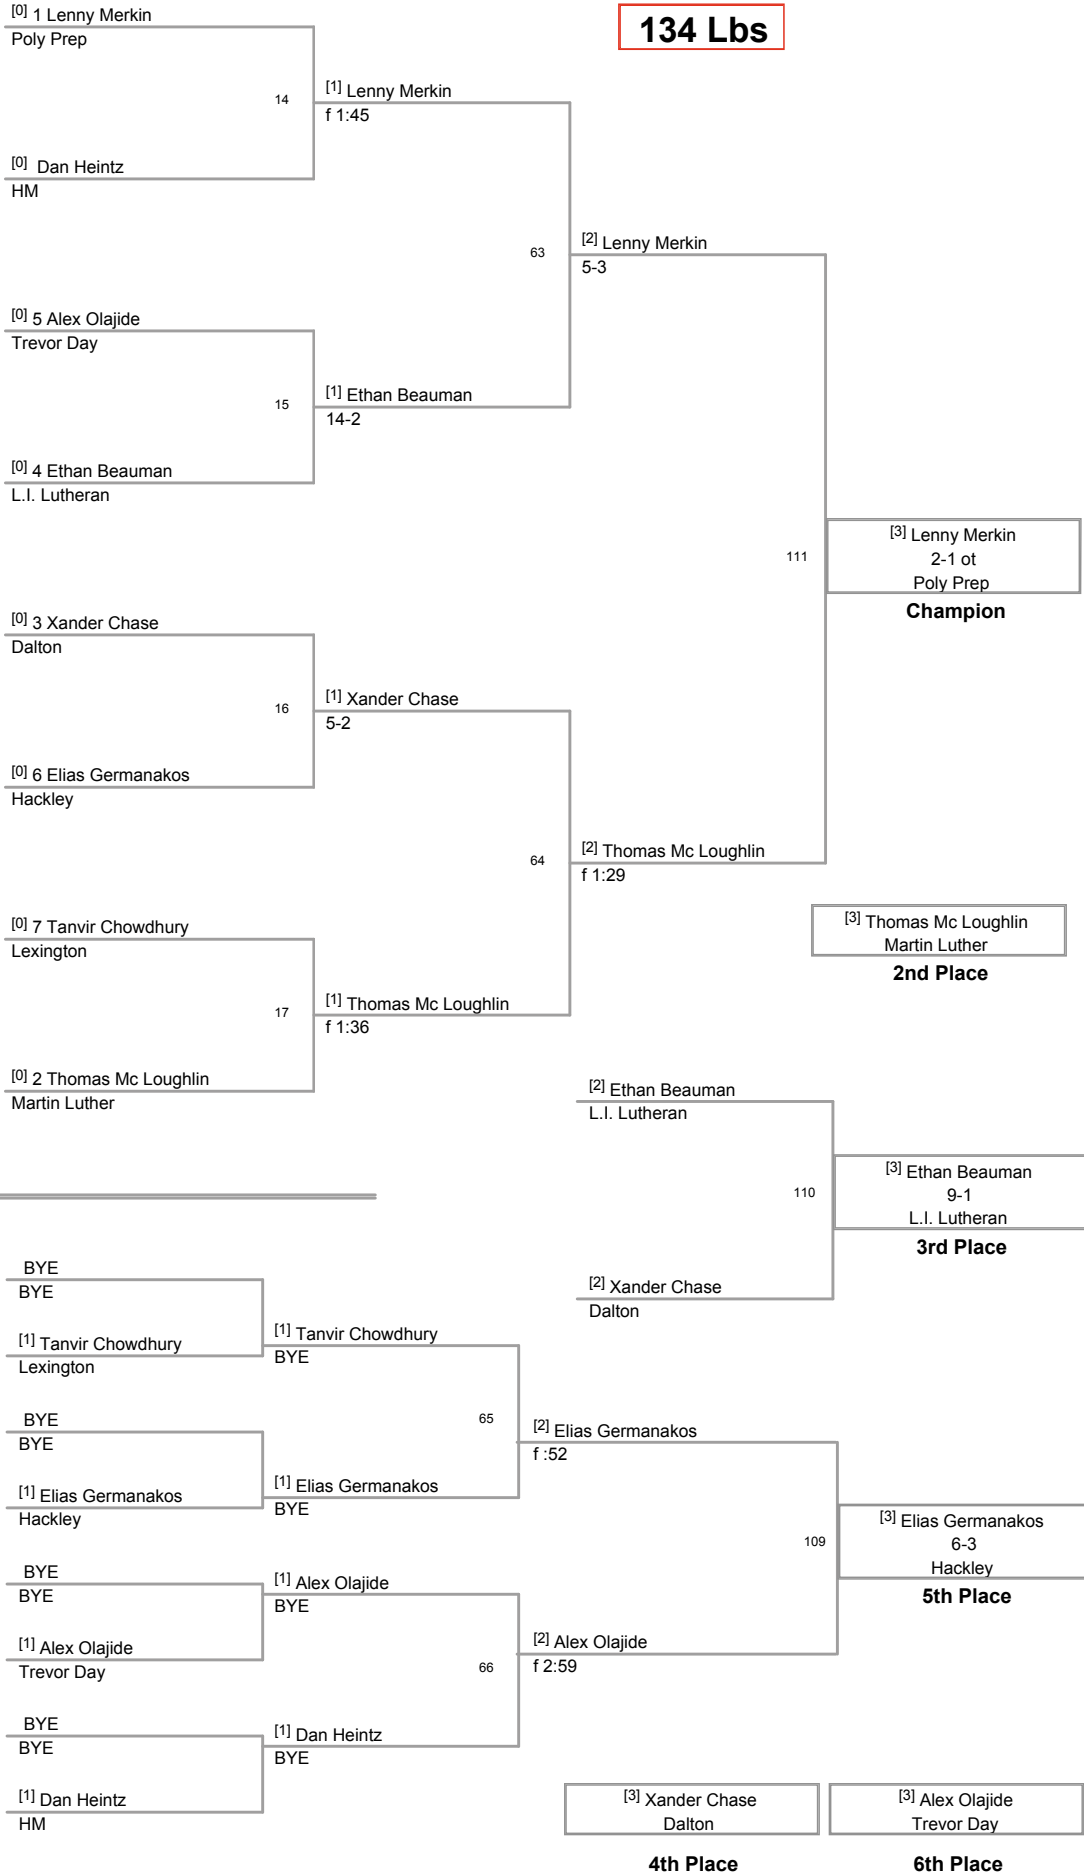 134 Lbs
[0] 1 Lenny Merkin
Poly Prep
14
[1] Lenny Merkin
f 1:45
[0] Dan Heintz
HM
63
[2] Lenny Merkin
5-3
[0] 5 Alex Olajide
Trevor Day
15
[1] Ethan Beauman
14-2
[0] 4 Ethan Beauman
L.I. Lutheran
111
[3] Lenny Merkin
2-1 ot
Poly Prep
Champion
[0] 3 Xander Chase
Dalton
16
[1] Xander Chase
5-2
[0] 6 Elias Germanakos
Hackley
64
[2] Thomas Mc Loughlin
f 1:29
[0] 7 Tanvir Chowdhury
Lexington
[3] Thomas Mc Loughlin
Martin Luther
2nd Place
17
[1] Thomas Mc Loughlin
f 1:36
[0] 2 Thomas Mc Loughlin
Martin Luther
[2] Ethan Beauman
L.I. Lutheran
110
[3] Ethan Beauman
9-1
L.I. Lutheran
3rd Place
[2] Xander Chase
Dalton
BYE
BYE
[1] Tanvir Chowdhury
Lexington
[1] Tanvir Chowdhury
BYE
65
[2] Elias Germanakos
f :52
BYE
BYE
[1] Elias Germanakos
Hackley
[1] Elias Germanakos
BYE
109
[3] Elias Germanakos
6-3
Hackley
5th Place
BYE
BYE
[1] Alex Olajide
BYE
[1] Alex Olajide
Trevor Day
66
[2] Alex Olajide
f 2:59
BYE
BYE
[1] Dan Heintz
BYE
[1] Dan Heintz
HM
[3] Xander Chase
Dalton
4th Place
[3] Alex Olajide
Trevor Day
6th Place